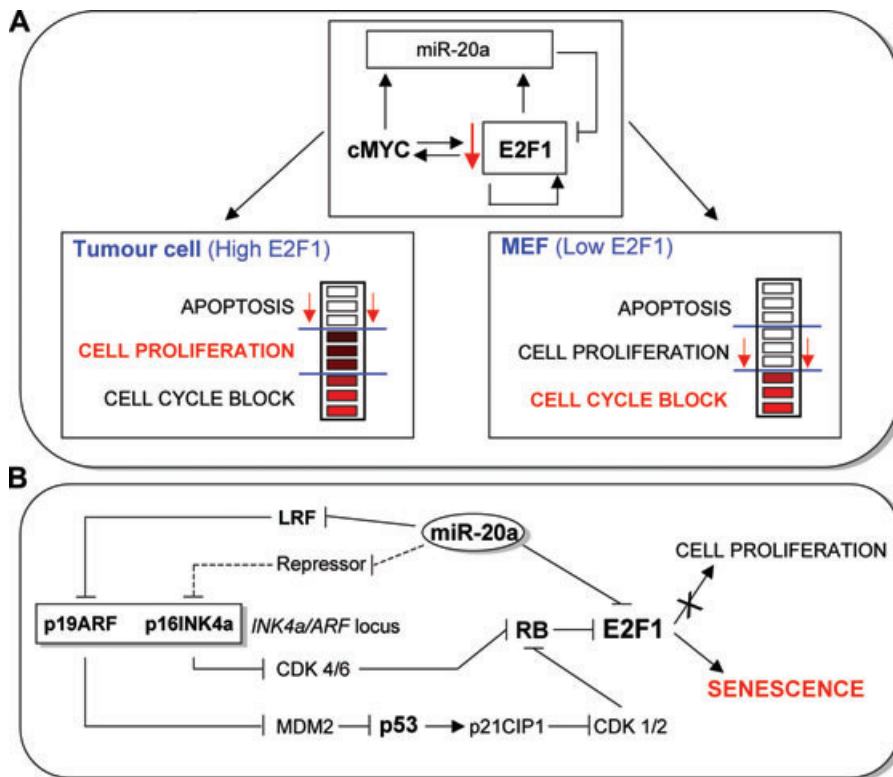 A
miR-20a
cMYC
E2F1
Tumour cell (High E2F1)
APOPTOSIS
CELL PROLIFERATION
CELL CYCLE BLOCK
MEF (Low E2F1)
APOPTOSIS
CELL PROLIFERATION
CELL CYCLE BLOCK
B
LRF
miR-20a
CELL PROLIFERATION
Repressor
p19ARF p16INK4a INK4a/ARF locus
RB
E2F1
CDK 4/6
SENESCENCE
MDM2
p53
p21CIP1
CDK 1/2